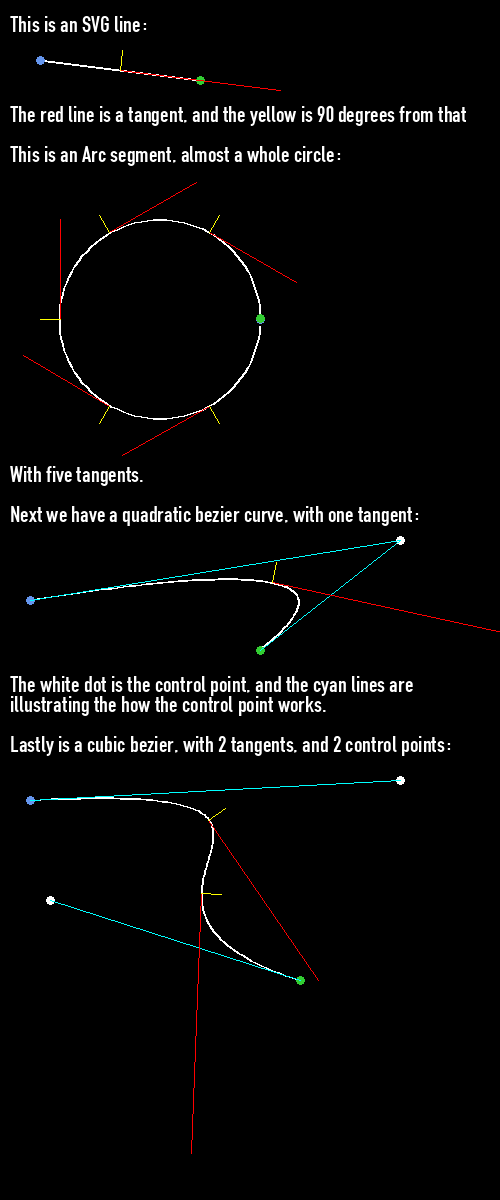 This is an SVG line:
The red line is a tangent, and the yellow is 90 degrees from that
This is an Arc segment, almost a whole circle:
With five tangents.
Next we have a quadratic bezier curve, with one tangent:
The white dot is the control point, and the cyan lines are
illustrating the how the control point works.
Lastly is a cubic bezier, with 2 tangents, and 2 control points: